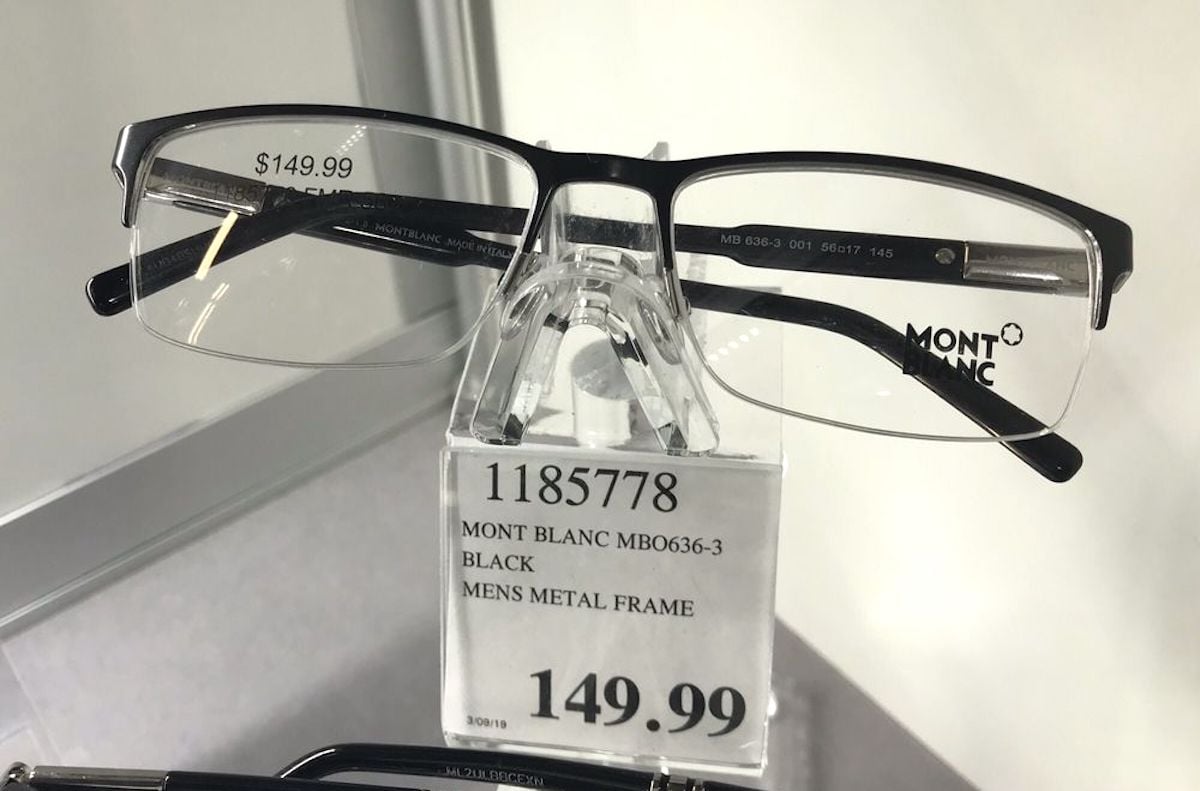 $149.99
MONTBLANC MADE IN ITALY
MB 636-3 001 56□17 145
MONT
BLANC
1185778
MONT BLANC MBO636-3
BLACK
MENS METAL FRAME
149.99
3/09/19